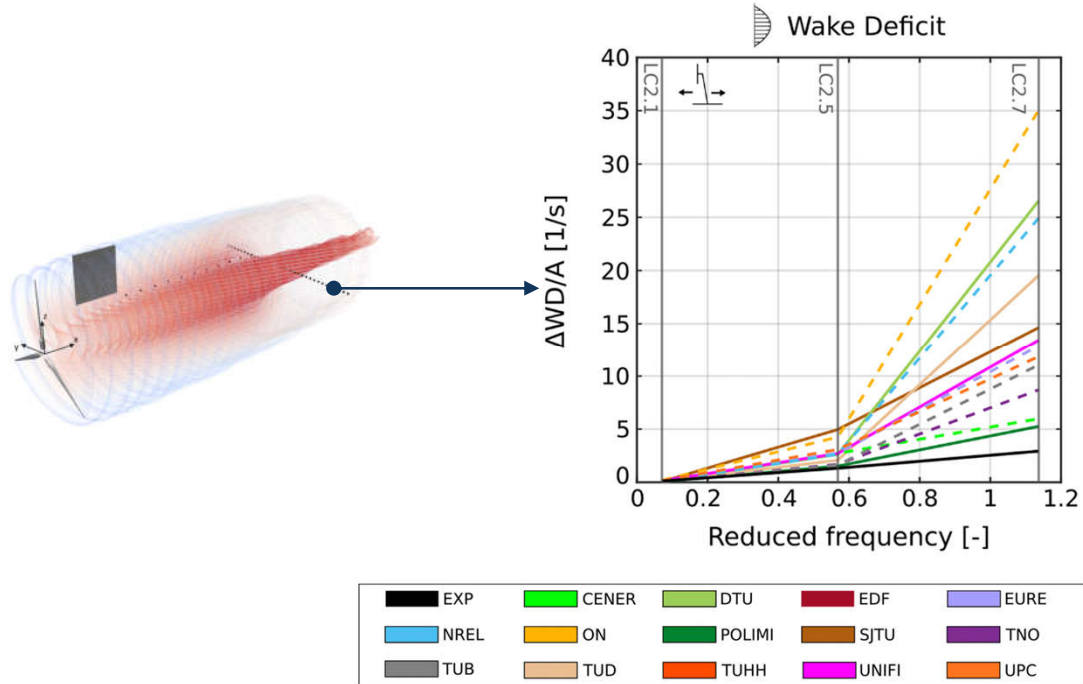 Wake Deficit
LC2.1
LC2.5
LC2.7
40
35
30
25
20
15
10
5
0
ΔWD/A [1/s]
0
0.2
0.4
0.6
0.8
1
1.2
Reduced frequency [-]
z
y
x
EXP
CENER
DTU
EDF
EURE
NREL
ON
POLIMI
SJTU
TNO
TUB
TUD
TUHH
UNIFI
UPC